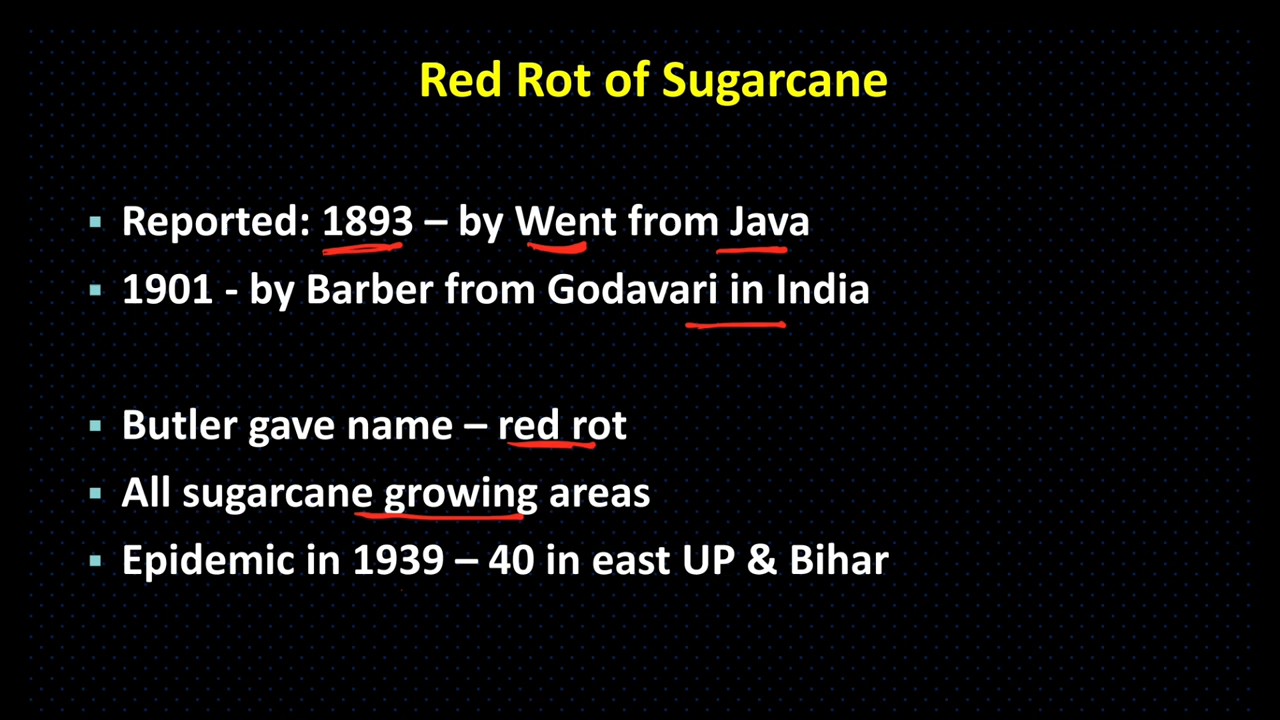 Red Rot of Sugarcane
▪ Reported: 1893 – by Went from Java
▪ 1901 - by Barber from Godavari in India
▪ Butler gave name – red rot
▪ All sugarcane growing areas
▪ Epidemic in 1939 – 40 in east UP & Bihar